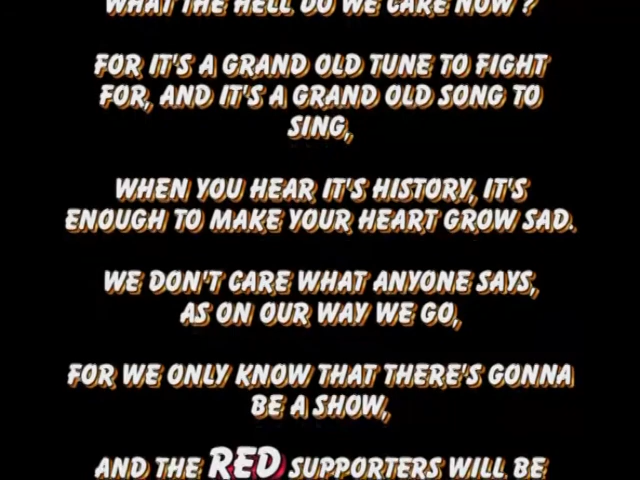 WHAT THE HELL DO WE CARE NOW ?
FOR IT'S A GRAND OLD TUNE TO FIGHT
FOR, AND IT'S A GRAND OLD SONG TO
SING,
WHEN YOU HEAR IT'S HISTORY, IT'S
ENOUGH TO MAKE YOUR HEART GROW SAD.
WE DON'T CARE WHAT ANYONE SAYS,
AS ON OUR WAY WE GO,
FOR WE ONLY KNOW THAT THERE'S GONNA
BE A SHOW,
AND THE RED SUPPORTERS WILL BE